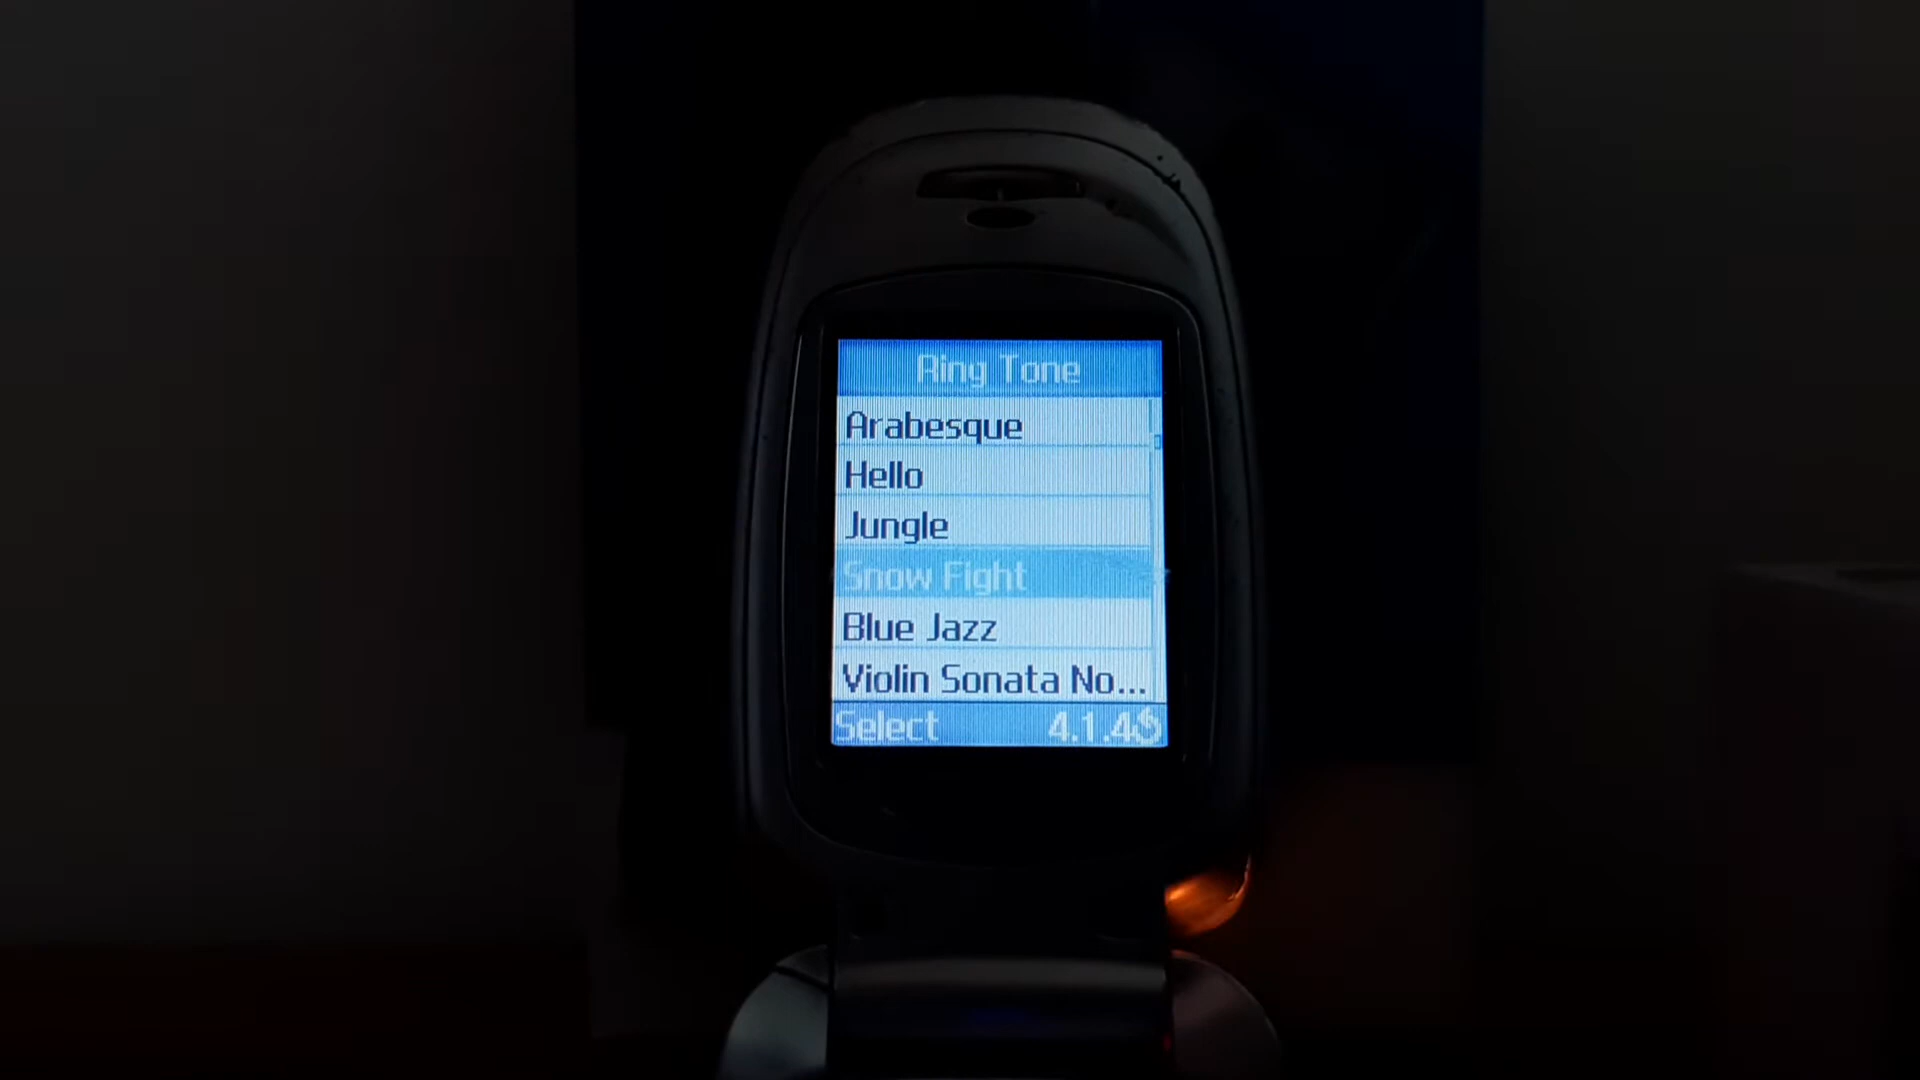 Ring Tone
Arabesque
Hello
Jungle
Snow Fight
Blue Jazz
Violin Sonata No...
Select 4.1.4